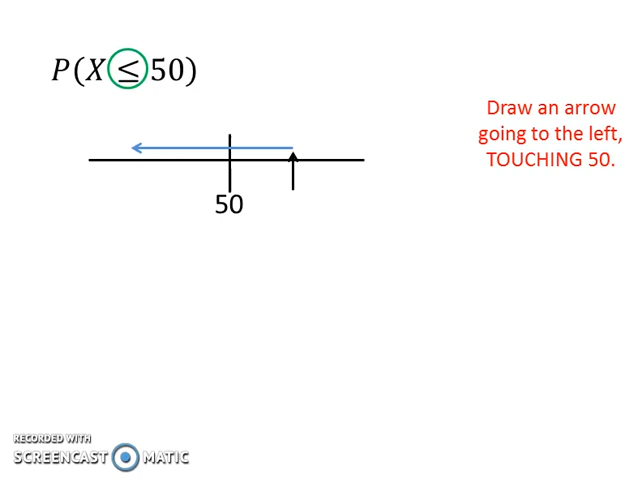 P(X ≤ 50)
Draw an arrow
going to the left,
TOUCHING 50.
50
RECORDED WITH
SCREENCAST MATIC